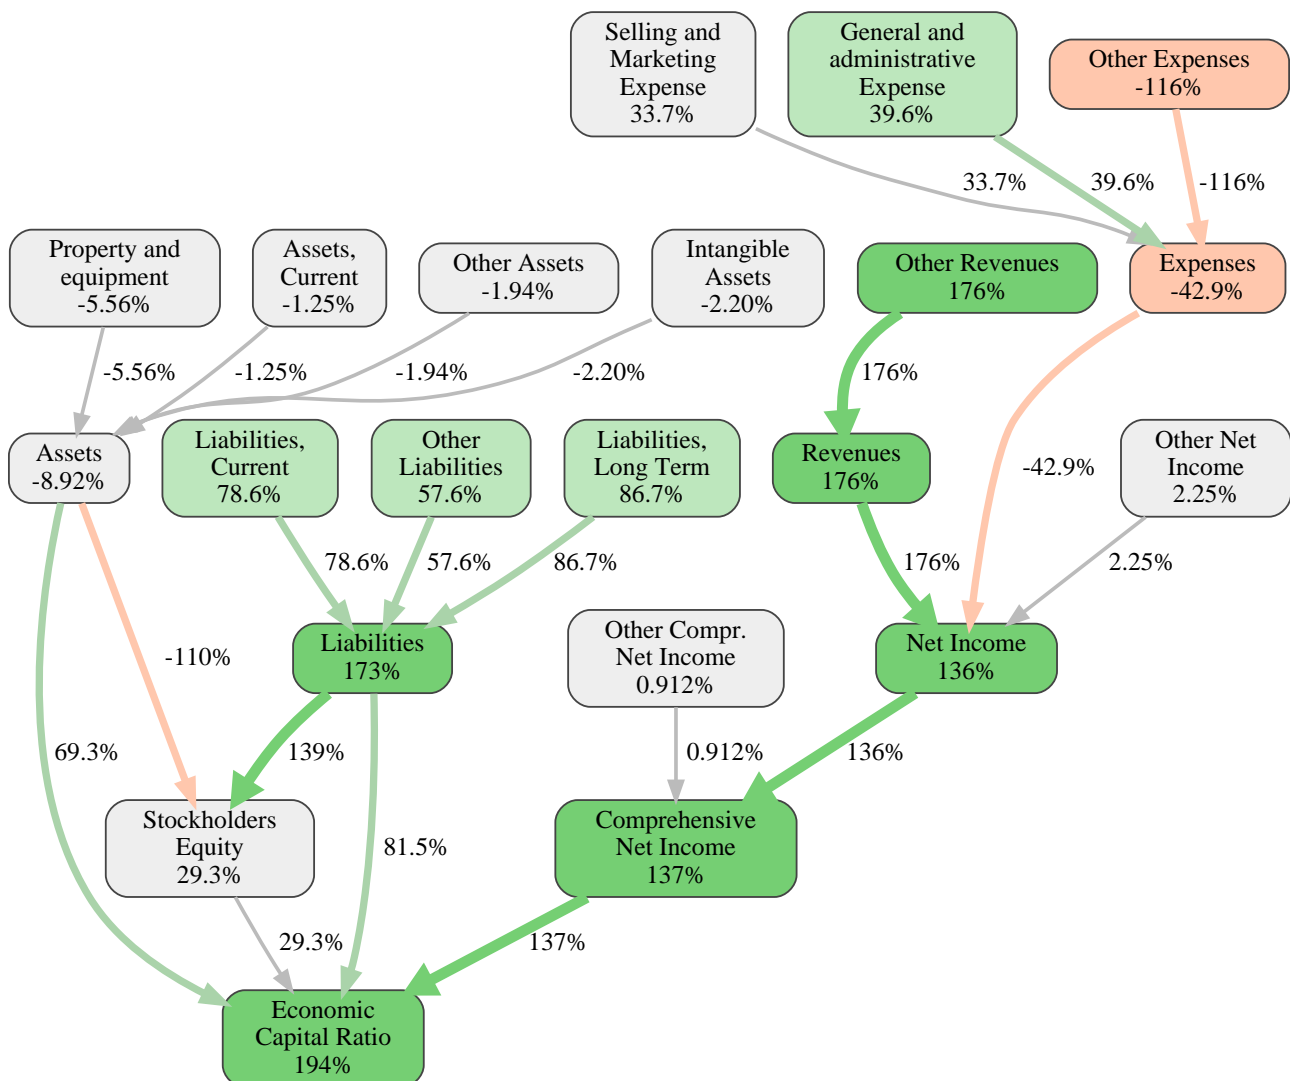 Selling and
Marketing
Expense
33.7%
General and
administrative
Expense
39.6%
Other Expenses
-116%
33.7%
39.6%
-116%
Property and
equipment
-5.56%
Assets,
Current
-1.25%
Other Assets
-1.94%
Intangible
Assets
-2.20%
Other Revenues
176%
Expenses
-42.9%
-5.56%
-1.25%
-1.94%
-2.20%
176%
Assets
-8.92%
Liabilities,
Current
78.6%
Other
Liabilities
57.6%
Liabilities,
Long Term
86.7%
Revenues
176%
-42.9%
Other Net
Income
2.25%
78.6%
57.6%
86.7%
176%
2.25%
-110%
Liabilities
173%
Other Compr.
Net Income
0.912%
Net Income
136%
69.3%
139%
0.912%
136%
Stockholders
Equity
29.3%
81.5%
Comprehensive
Net Income
137%
29.3%
137%
Economic
Capital Ratio
194%